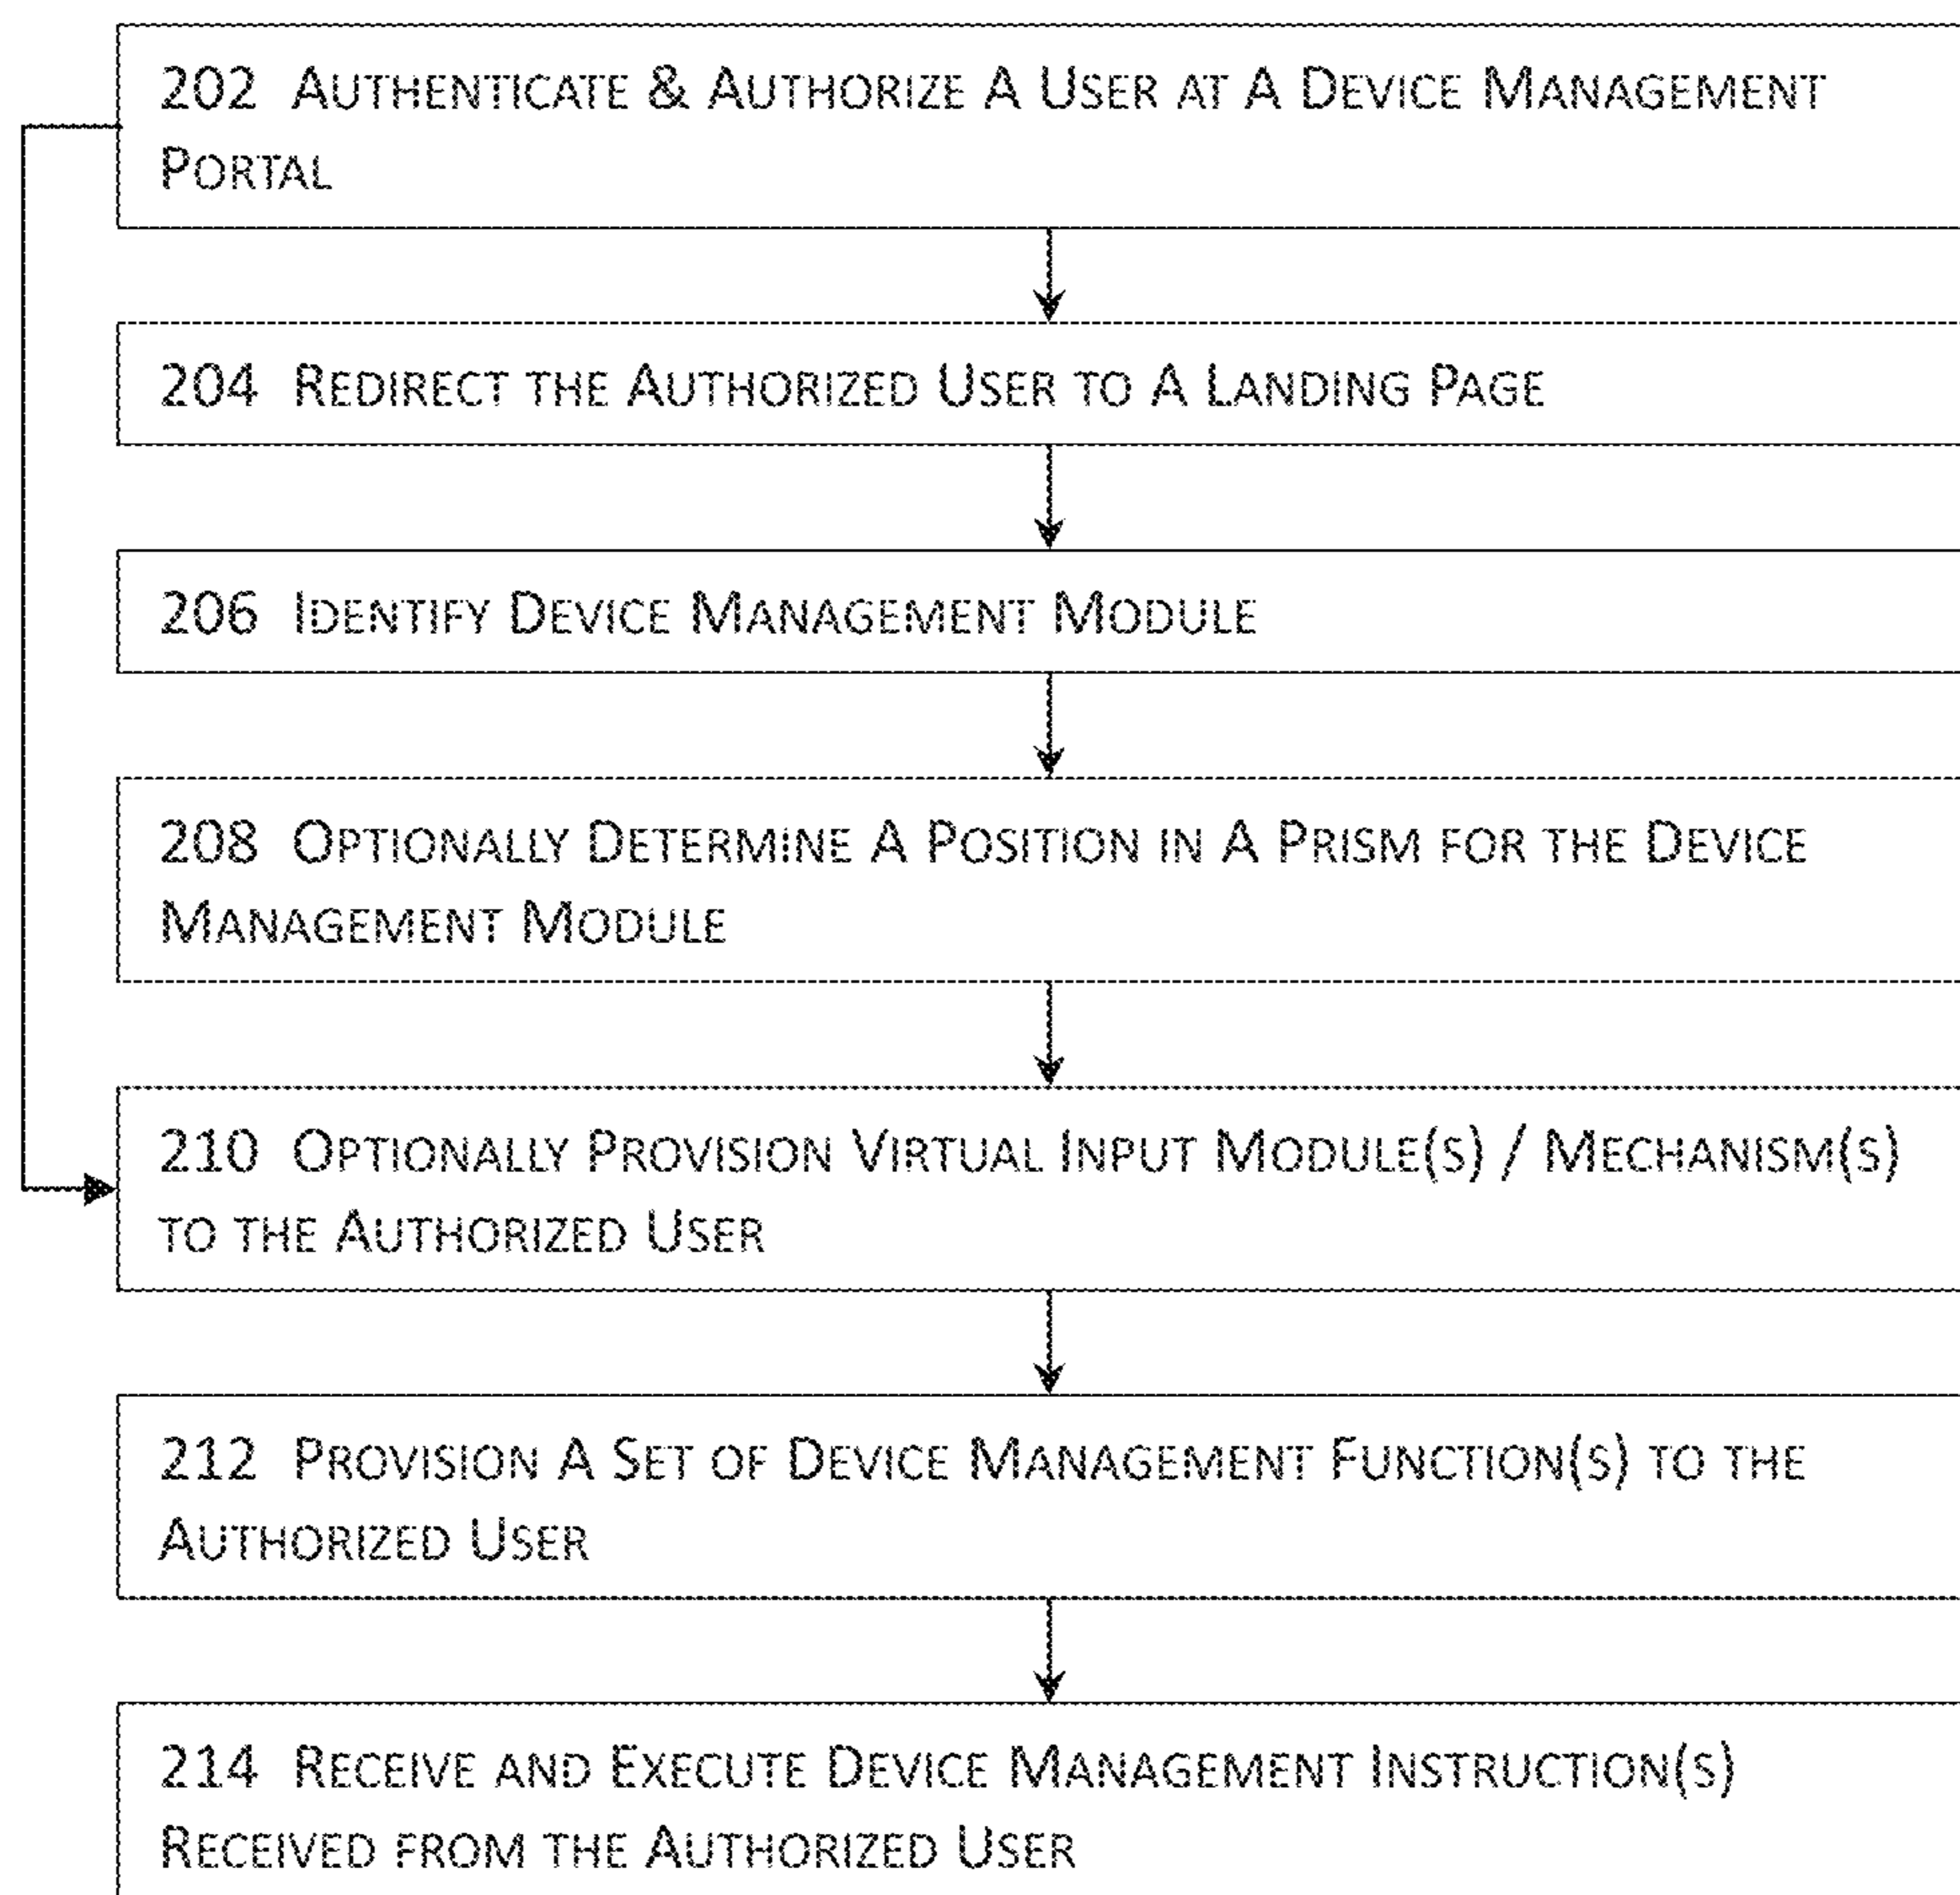 202 AUTHENTICATE & AUTHORIZE A USER AT A DEVICE MANAGEMENT
PORTAL
204 REDIRECT THE AUTHORIZED USER TO A LANDING PAGE
206 IDENTIFY DEVICE MANAGEMENT MODULE
208 OPTIONALLY DETERMINE A POSITION IN A PRISM FOR THE DEVICE
MANAGEMENT MODULE
210 OPTIONALLY PROVISION VIRTUAL INPUT MODULE(S) / MECHANISM(S)
TO THE AUTHORIZED USER
212 PROVISION A SET OF DEVICE MANAGEMENT FUNCTION(S) TO THE
AUTHORIZED USER
214 RECEIVE AND EXECUTE DEVICE MANAGEMENT INSTRUCTION(S)
RECEIVED FROM THE AUTHORIZED USER